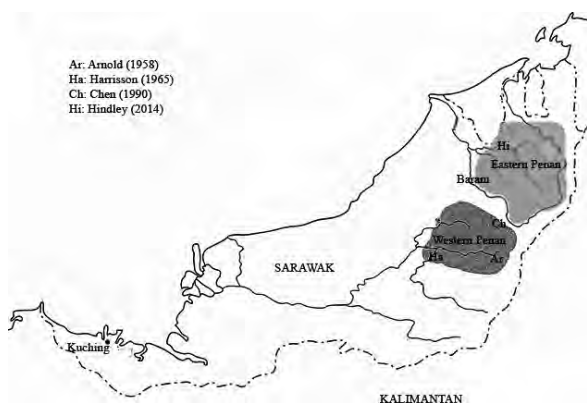 Ar: Arnold (1958)
Ha: Harrisson (1965)
Ch: Chen (1990)
Hi: Hindley (2014)
Hi
Eastern Penan
Baram
Ch
Western Penan
Ha
Ar
SARAWAK
Kuching
KALIMANTAN